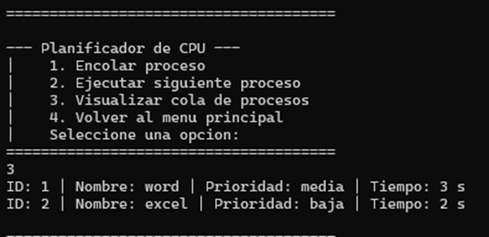 =====================================
--- Planificador de CPU ---
|    1. Encolar proceso
|    2. Ejecutar siguiente proceso
|    3. Visualizar cola de procesos
|    4. Volver al menu principal
|    Seleccione una opcion:
=====================================
3
ID: 1 | Nombre: word | Prioridad: media | Tiempo: 3 s
ID: 2 | Nombre: excel | Prioridad: baja | Tiempo: 2 s
=====================================